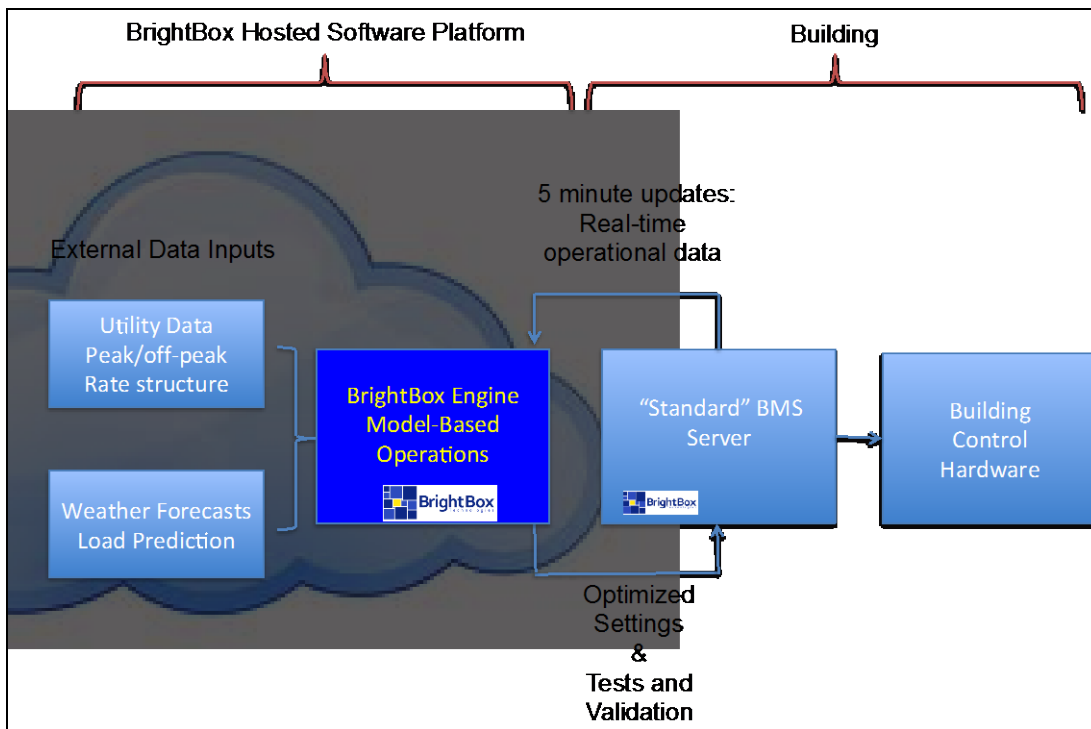 BrightBox Hosted Software Platform
Building
5 minute updates:
Real-time
operational data
External Data Inputs
Utility Data
Peak/off-peak
Rate structure
Weather Forecasts
Load Prediction
BrightBox Engine
Model-Based
Operations
BrightBox
Technologies
“Standard” BMS
Server
BrightBox
Building
Control
Hardware
Optimized
Settings
&
Tests and
Validation